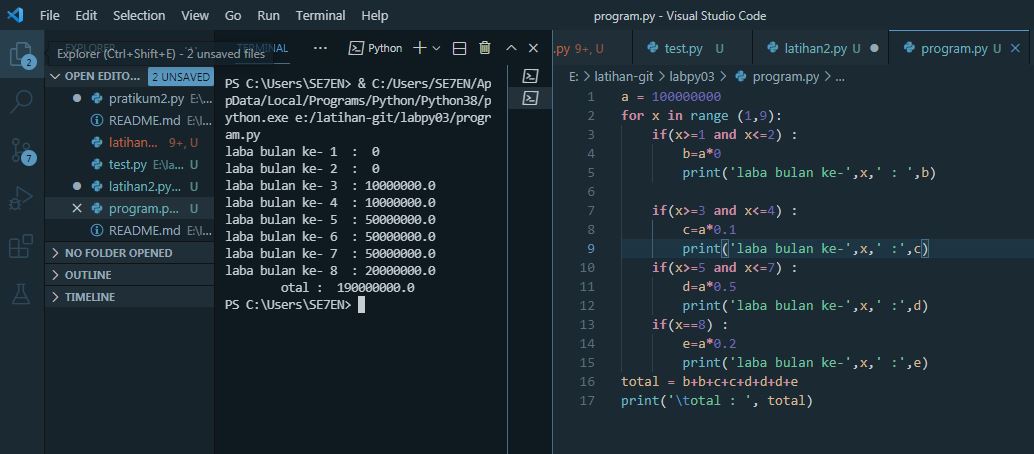 File Edit Selection View Go Run Terminal Help program.py - Visual Studio Code
EXPLORER TERMINAL ... Python .py 9+, U test.py U latihan2.py program.py U
Explorer (Ctrl+Shift+E) - 2 unsaved files
2
7
OPEN EDITO... 2 UNSAVED
pratikum2.py E:\...
README.md E:\l...
latihan... 9+, U
test.py E:\la... U
latihan2.py... U
program.p... U
README.md E:\l...
NO FOLDER OPENED
OUTLINE
TIMELINE
PS C:\Users\SE7EN> & C:/Users/SE7EN/Ap
pData/Local/Programs/Python/Python38/p
ython.exe e:/latihan-git/labpy03/progr
am.py
laba bulan ke- 1  :  0
laba bulan ke- 2  :  0
laba bulan ke- 3  : 10000000.0
laba bulan ke- 4  : 10000000.0
laba bulan ke- 5  : 50000000.0
laba bulan ke- 6  : 50000000.0
laba bulan ke- 7  : 50000000.0
laba bulan ke- 8  : 20000000.0
        otal :  190000000.0
PS C:\Users\SE7EN>
E: > latihan-git > labpy03 > program.py > ...
1 a = 100000000
2 for x in range (1,9):
3     if(x>=1 and x<=2) :
4         b=a*0
5         print('laba bulan ke-',x,' : ',b)
6
7     if(x>=3 and x<=4) :
8         c=a*0.1
9         print('laba bulan ke-',x,' :',c)
10     if(x>=5 and x<=7) :
11         d=a*0.5
12         print('laba bulan ke-',x,' :',d)
13     if(x==8) :
14         e=a*0.2
15         print('laba bulan ke-',x,' :',e)
16 total = b+b+c+c+d+d+d+e
17 print('\total : ', total)